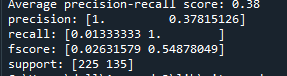 Average precision-recall score: 0.38
precision: [1.         0.37815126]
recall: [0.01333333 1.        ]
fscore: [0.02631579 0.54878049]
support: [225 135]